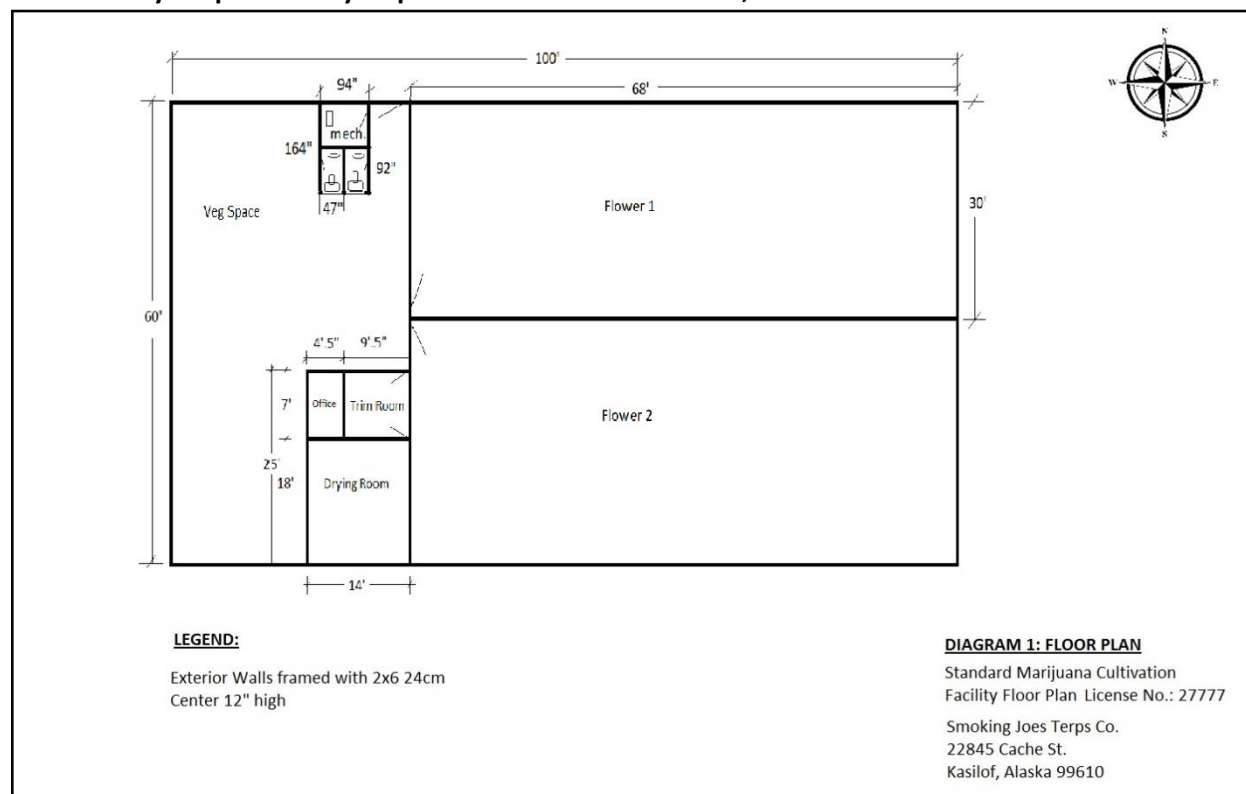 100'
94"
68'
N
W
E
S
mech.
164"
92"
47"
Veg Space
Flower 1
30'
60'
4'.5"
9'.5"
7'
Office
Trim Room
Flower 2
25'
18'
Drying Room
14'
LEGEND:
Exterior Walls framed with 2x6 24cm
Center 12" high
DIAGRAM 1: FLOOR PLAN
Standard Marijuana Cultivation
Facility Floor Plan License No.: 27777
Smoking Joes Terps Co.
22845 Cache St.
Kasilof, Alaska 99610